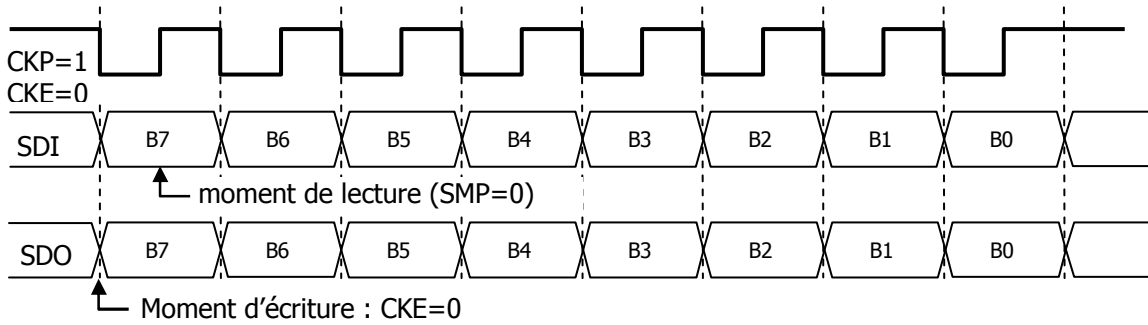 CKP=1
CKE=0
SDI B7 B6 B5 B4 B3 B2 B1 B0
moment de lecture (SMP=0)
SDO B7 B6 B5 B4 B3 B2 B1 B0
Moment d'écriture : CKE=0